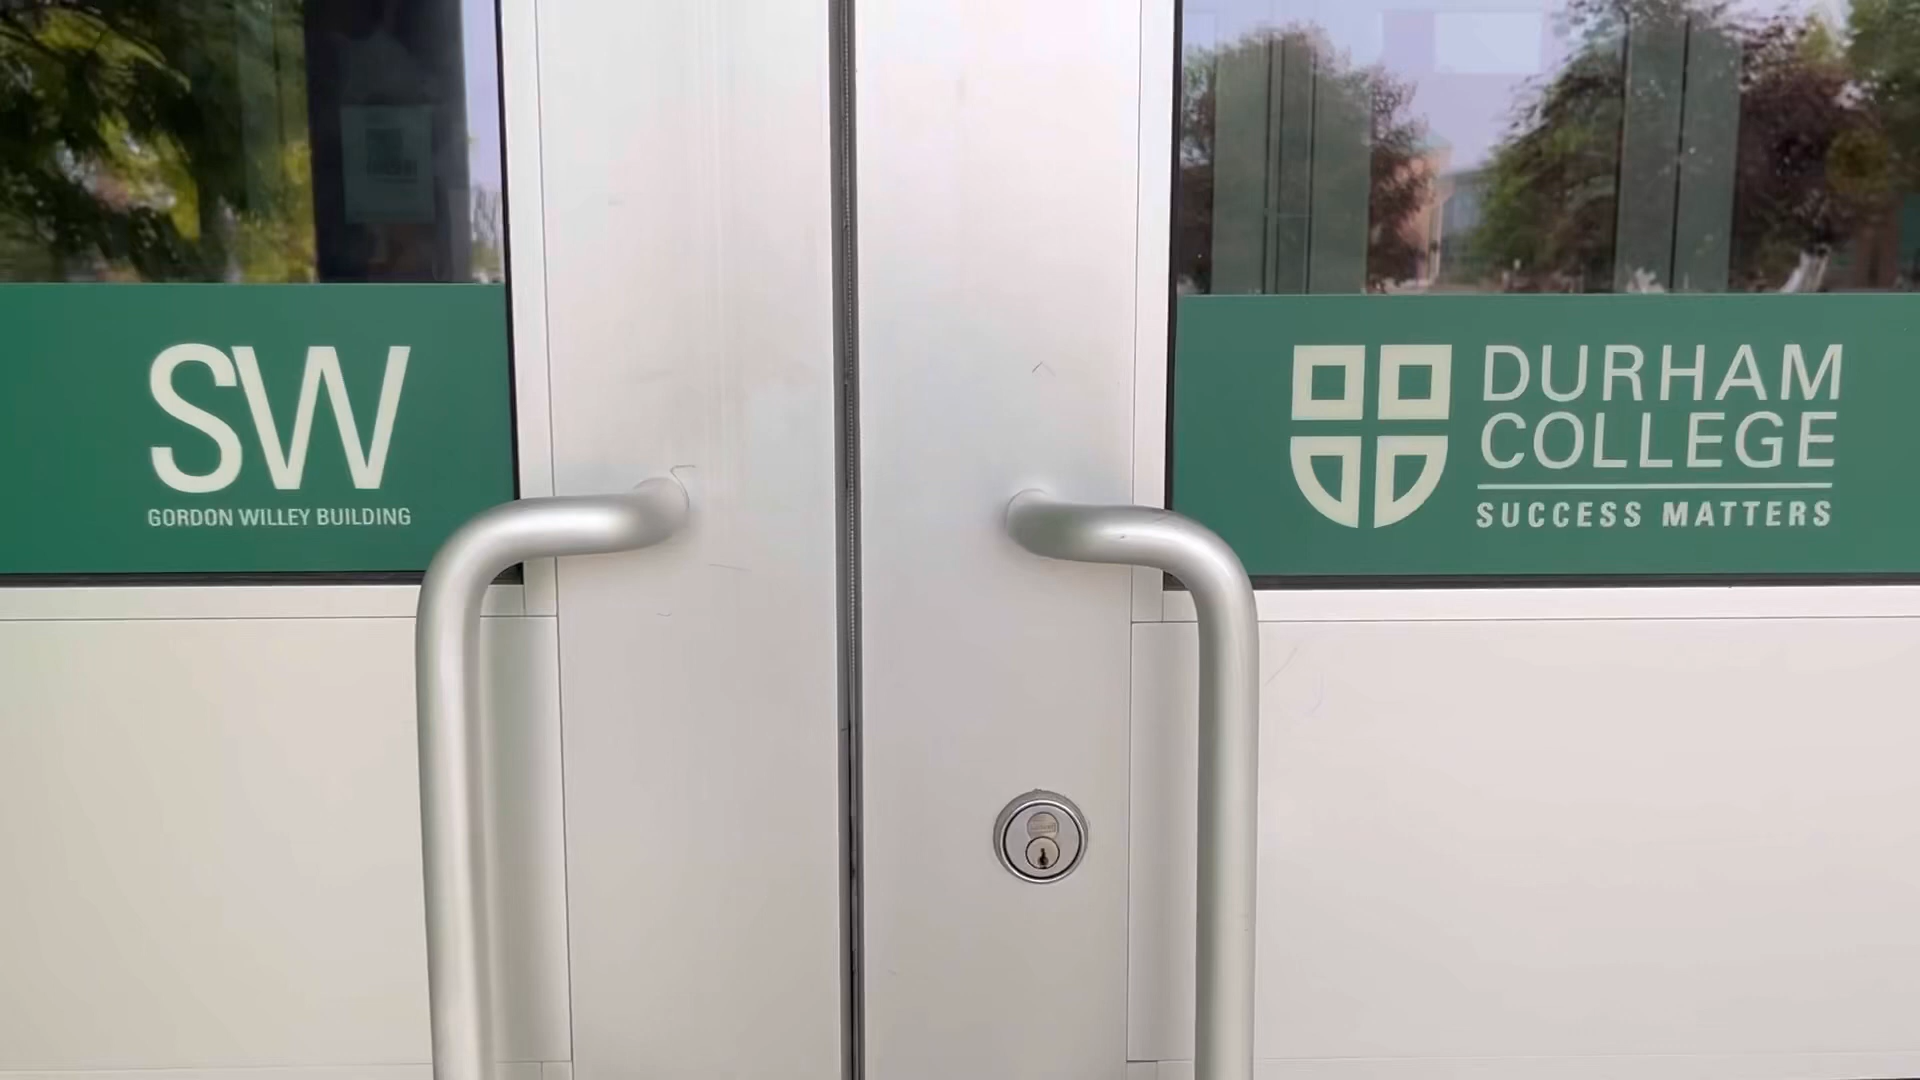 SW
GORDON WILLEY BUILDING
DURHAM
COLLEGE
SUCCESS MATTERS